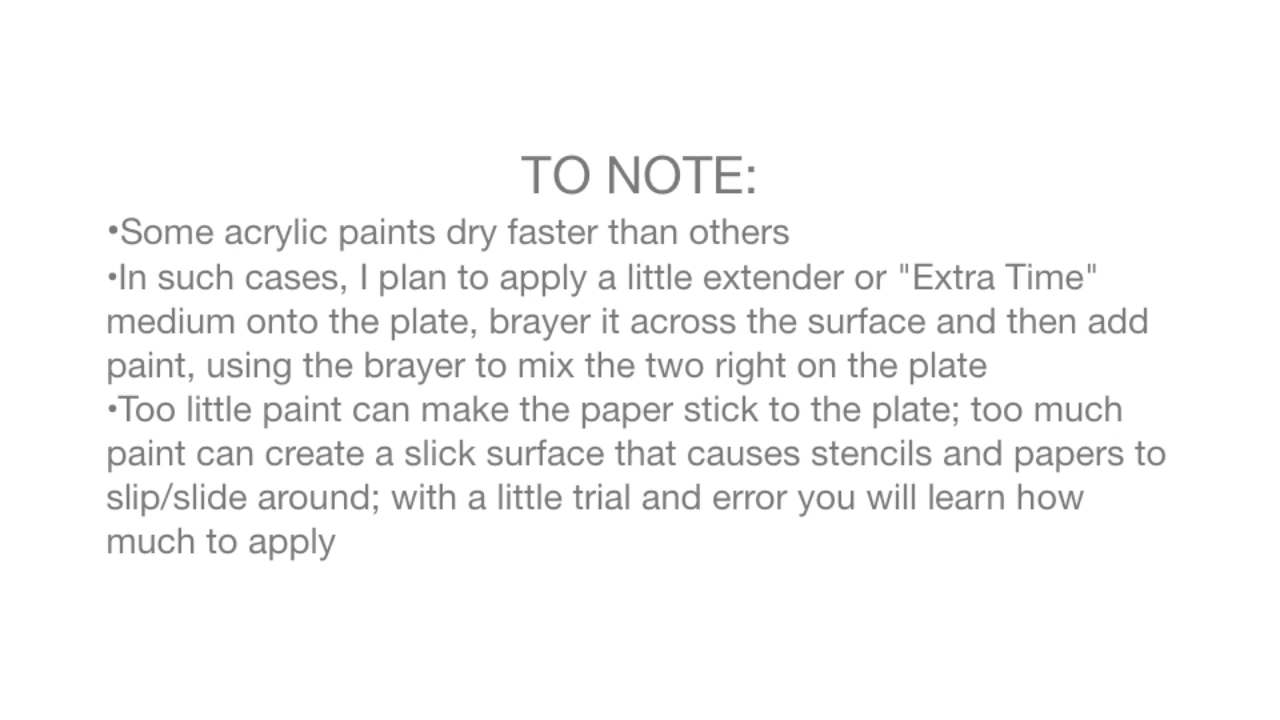 TO NOTE:
•Some acrylic paints dry faster than others
•In such cases, I plan to apply a little extender or "Extra Time"
medium onto the plate, brayer it across the surface and then add
paint, using the brayer to mix the two right on the plate
•Too little paint can make the paper stick to the plate; too much
paint can create a slick surface that causes stencils and papers to
slip/slide around; with a little trial and error you will learn how
much to apply